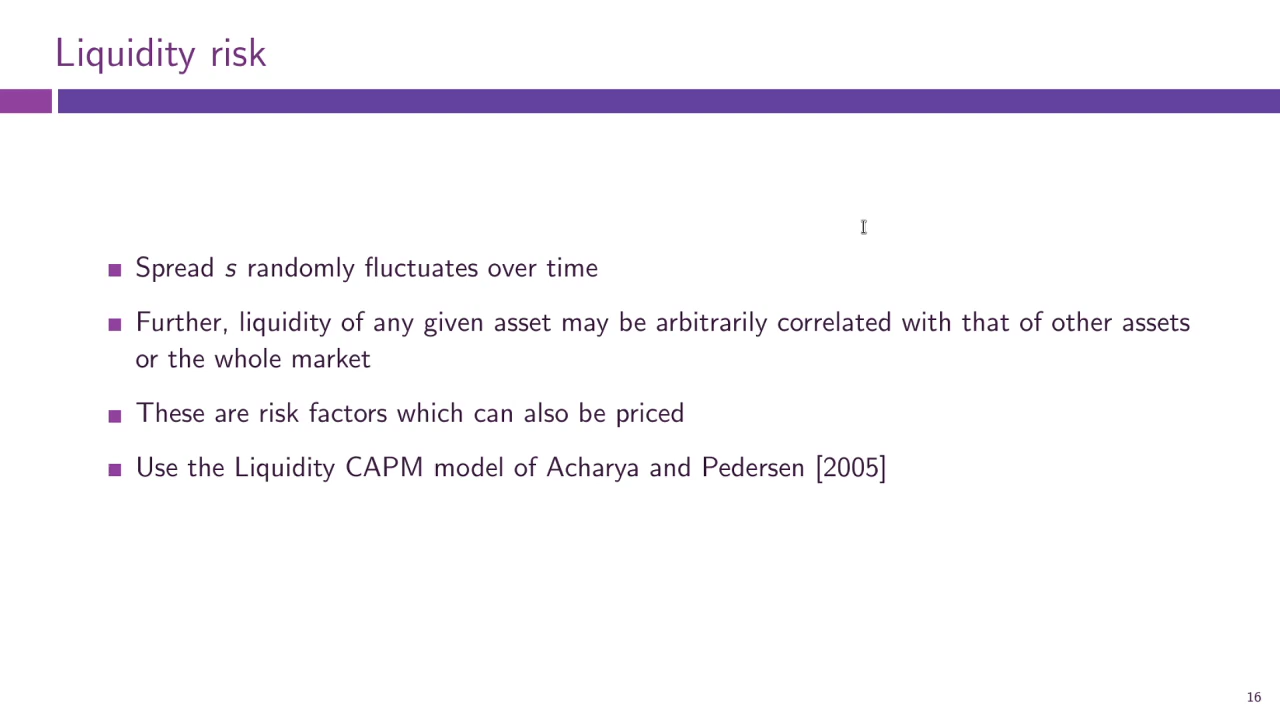 Liquidity risk
Spread s randomly fluctuates over time
Further, liquidity of any given asset may be arbitrarily correlated with that of other assets
or the whole market
These are risk factors which can also be priced
Use the Liquidity CAPM model of Acharya and Pedersen [2005]
16